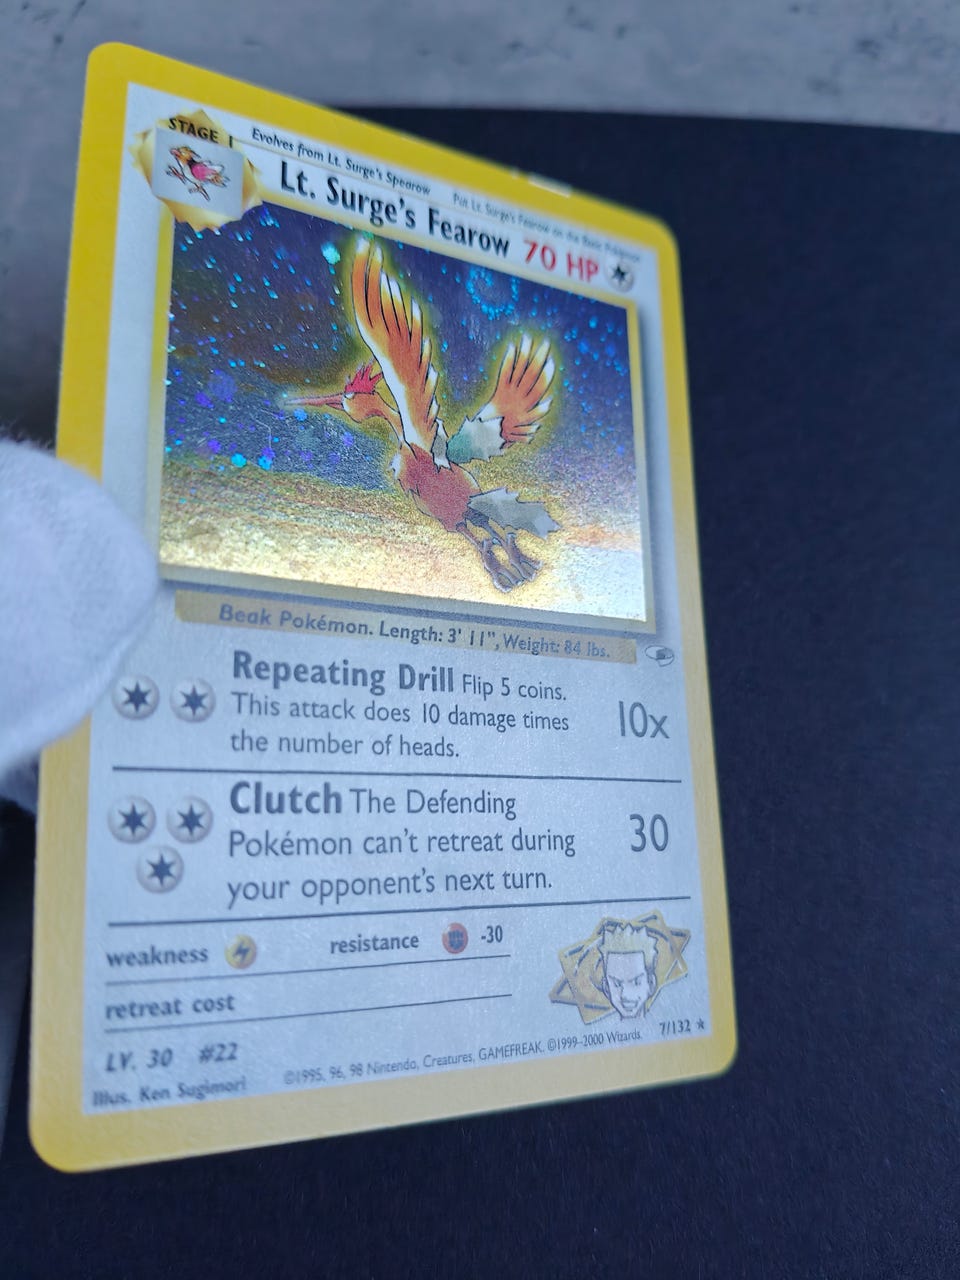 STAGE 1
Evolves from Lt. Surge's Spearow
Put Lt. Surge's Fearow on the Basic Pokémon
Lt. Surge's Fearow 70 HP
Beak Pokémon. Length: 3' 11", Weight: 84 lbs.
Repeating Drill Flip 5 coins.
This attack does 10 damage times
the number of heads.
10x
Clutch The Defending
Pokémon can't retreat during
your opponent's next turn.
30
weakness
resistance -30
retreat cost
LV. 30 #22
Illus. Ken Sugimori
©1995, 96, 98 Nintendo, Creatures, GAMEFREAK. ©1999-2000 Wizards. 7/132 ★